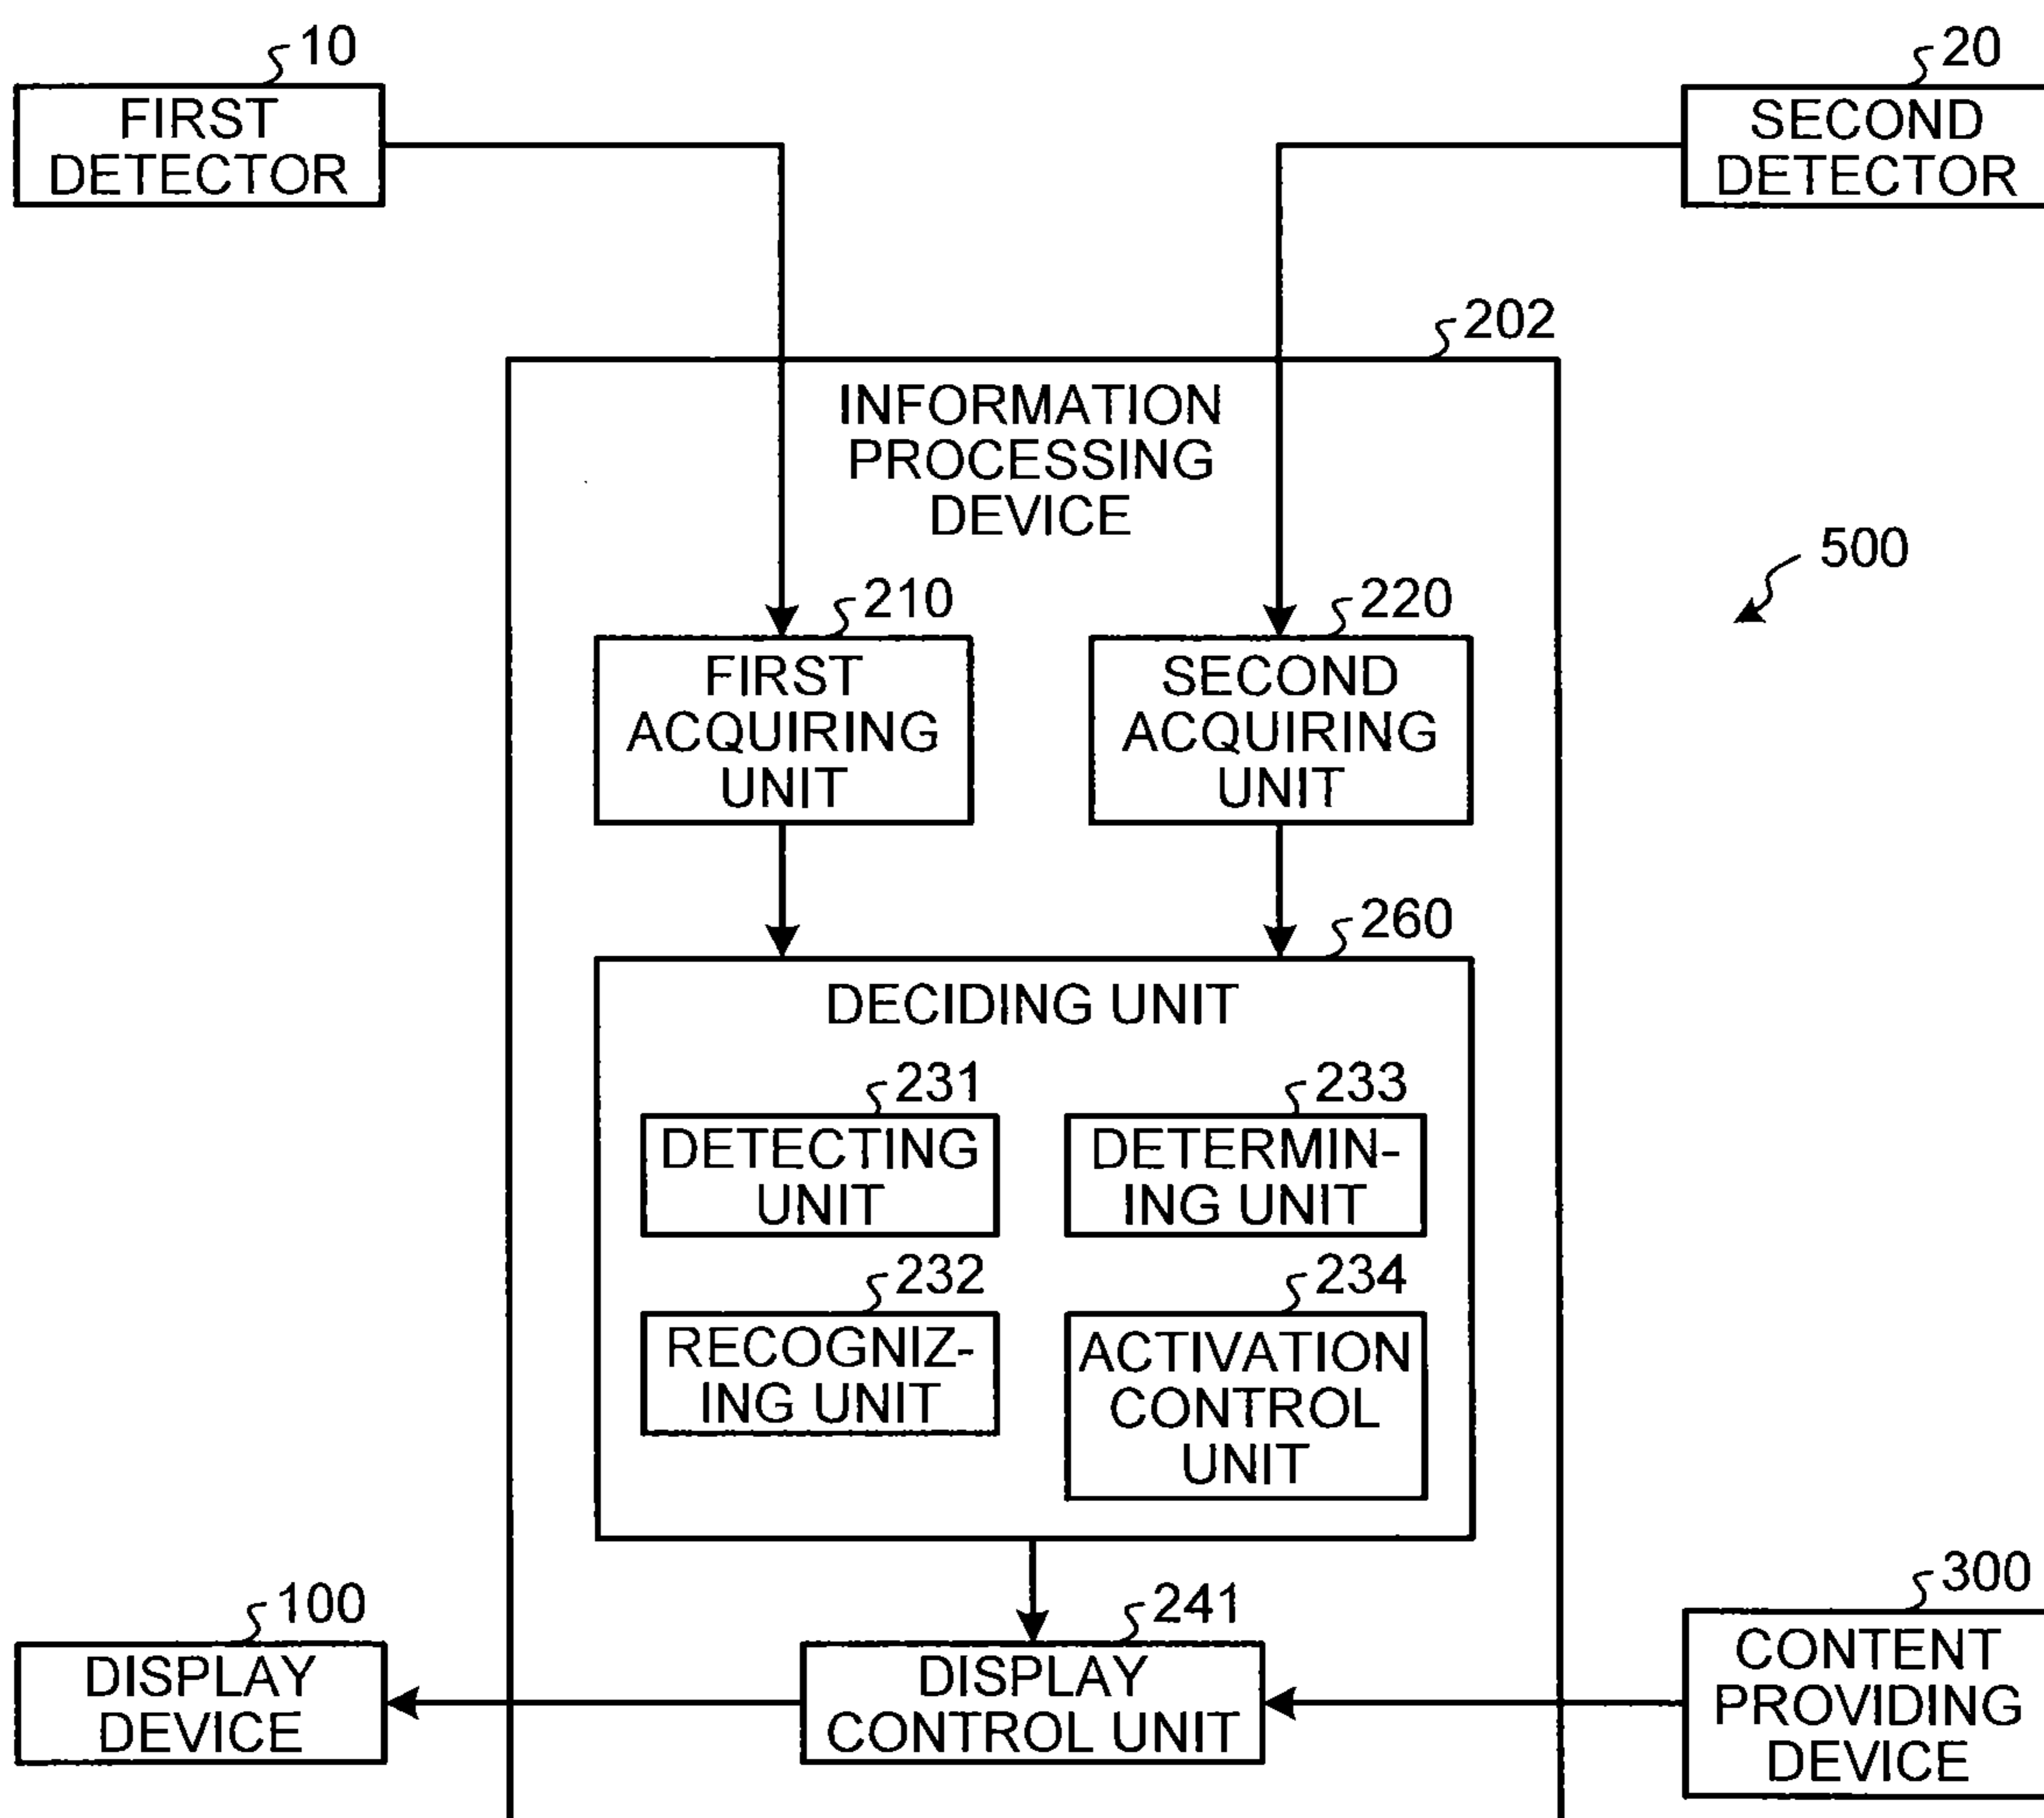 10
FIRST
DETECTOR
20
SECOND
DETECTOR
202
INFORMATION
PROCESSING
DEVICE
500
210
FIRST
ACQUIRING
UNIT
220
SECOND
ACQUIRING
UNIT
260
DECIDING UNIT
231
DETECTING
UNIT
233
DETERMIN-
ING UNIT
232
RECOGNIZ-
ING UNIT
234
ACTIVATION
CONTROL
UNIT
100
DISPLAY
DEVICE
241
DISPLAY
CONTROL UNIT
300
CONTENT
PROVIDING
DEVICE